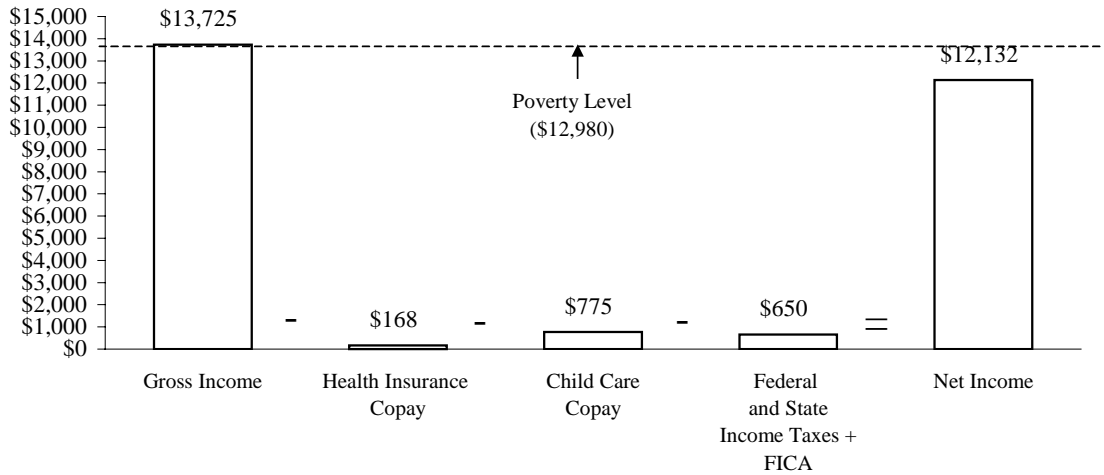 $15,000
$14,000
$13,000
$12,000
$11,000
$10,000
$9,000
$8,000
$7,000
$6,000
$5,000
$4,000
$3,000
$2,000
$1,000
$0
$13,725
-
$168
-
$775
-
$650
=
$12,132
Poverty Level
($12,980)
Gross Income
Health Insurance
Copay
Child Care
Copay
Federal
and State
Income Taxes +
FICA
Net Income